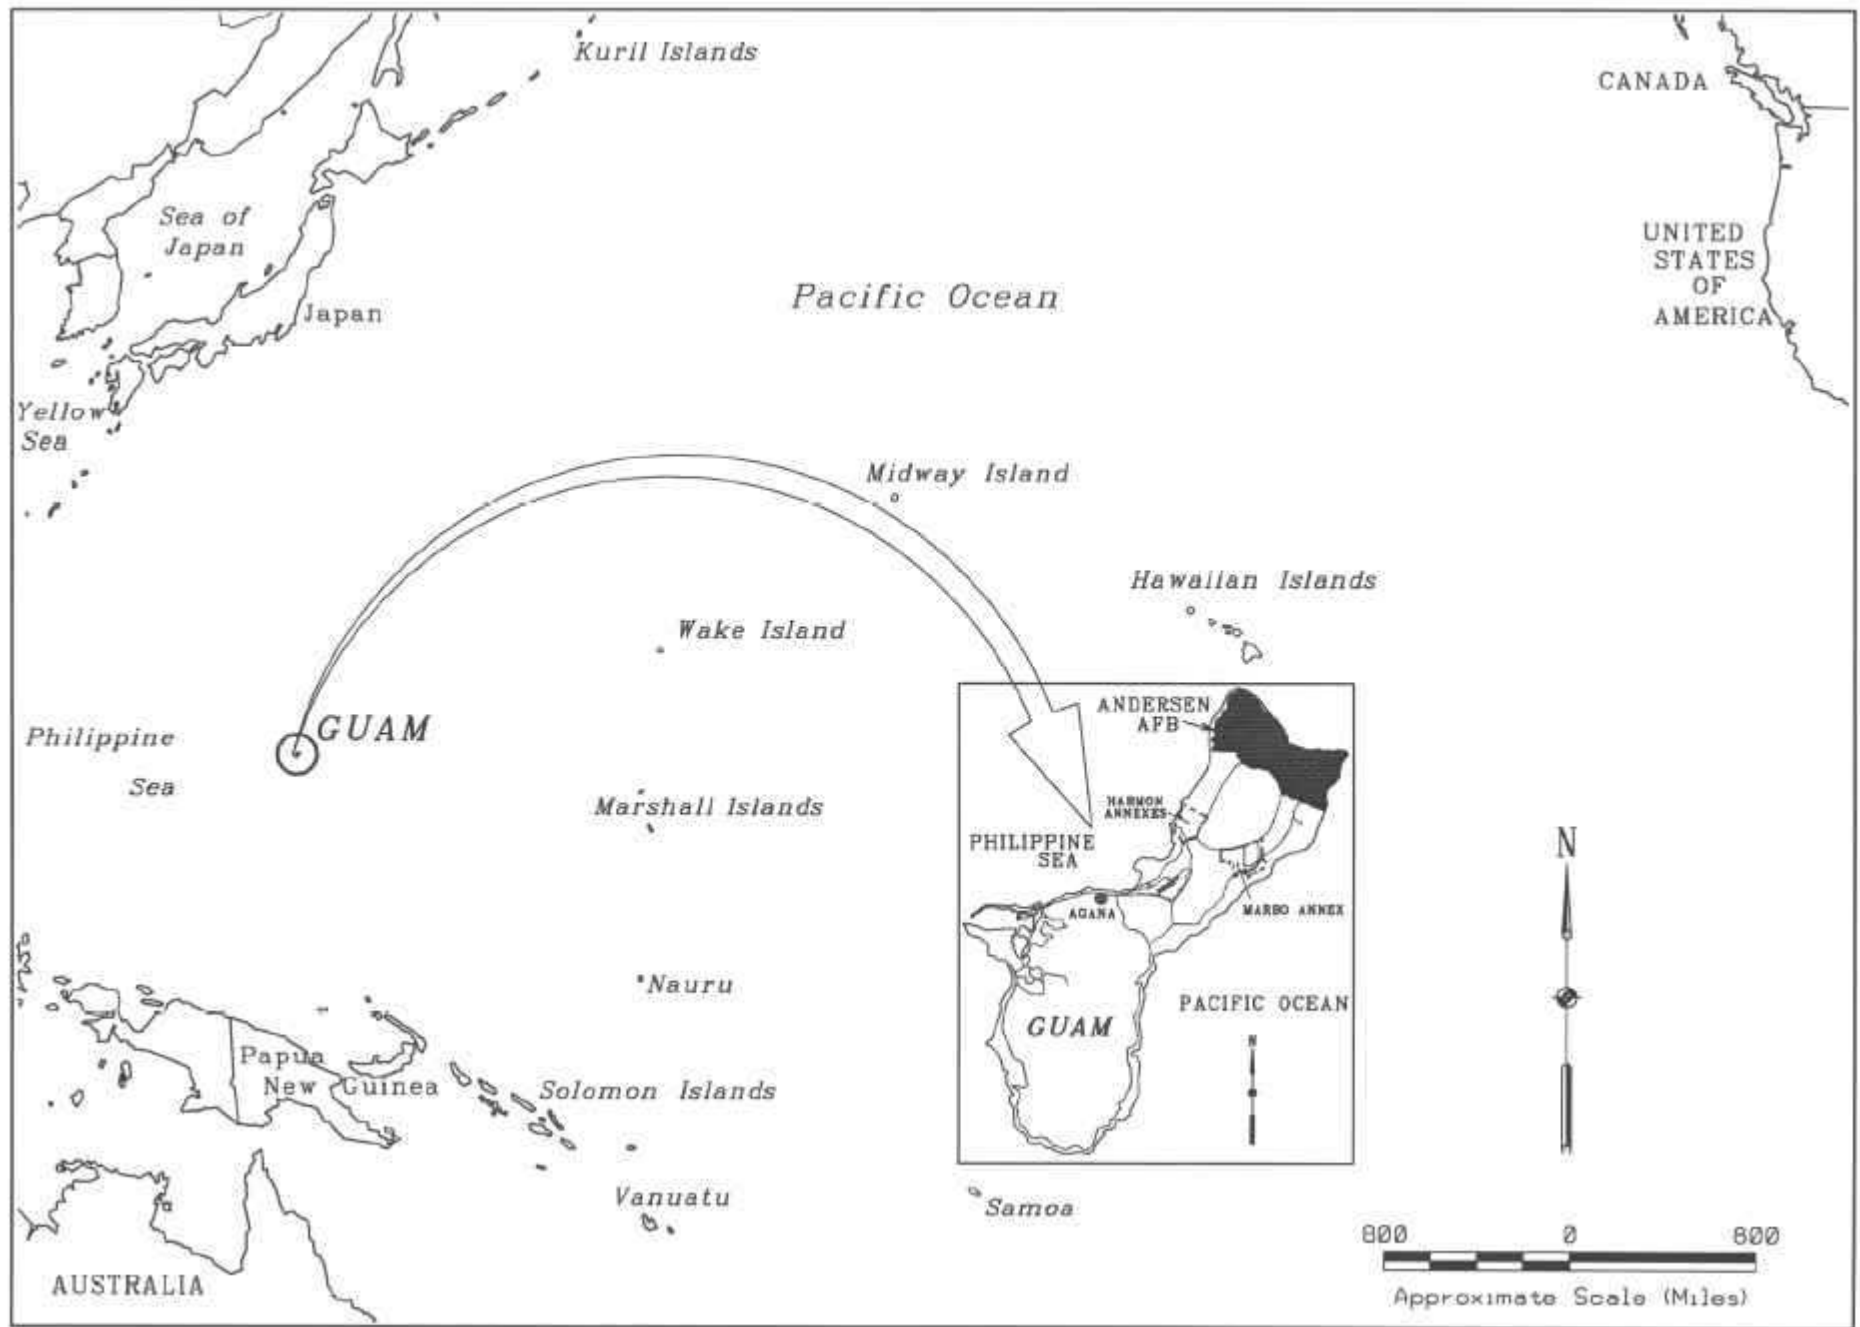 Kuril Islands
CANADA
Sea of
Japan
UNITED
STATES
OF
AMERICA
Pacific Ocean
Japan
Yellow
Sea
Midway Island
Hawaiian Islands
Wake Island
GUAM
Philippine
Sea
Marshall Islands
ANDERSEN
AFB
HARMON
ANNEXES
PHILIPPINE
SEA
AGANA
MARBO ANNEX
PACIFIC OCEAN
GUAM
N
N
Nauru
Papua
New Guinea
Solomon Islands
Vanuatu
Samoa
AUSTRALIA
800 0 800
Approximate Scale (Miles)